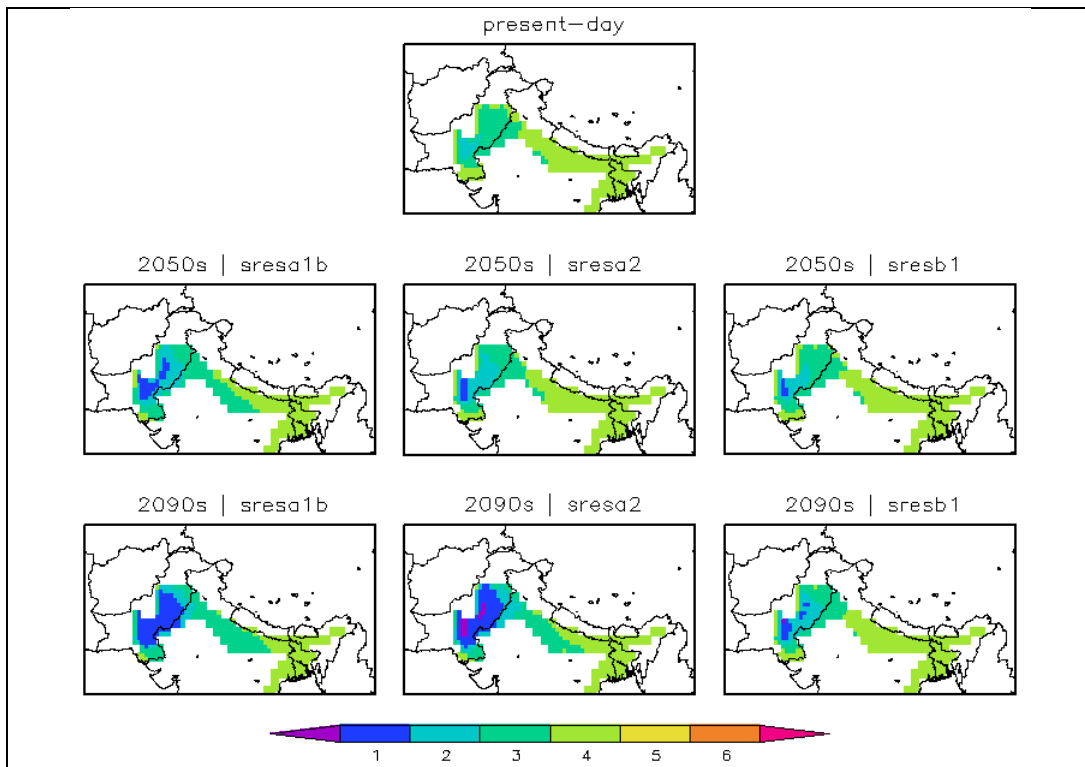 present-day
2050s | sresa1b
2050s | sresa2
2050s | sresb1
2090s | sresa1b
2090s | sresa2
2090s | sresb1
1 2 3 4 5 6